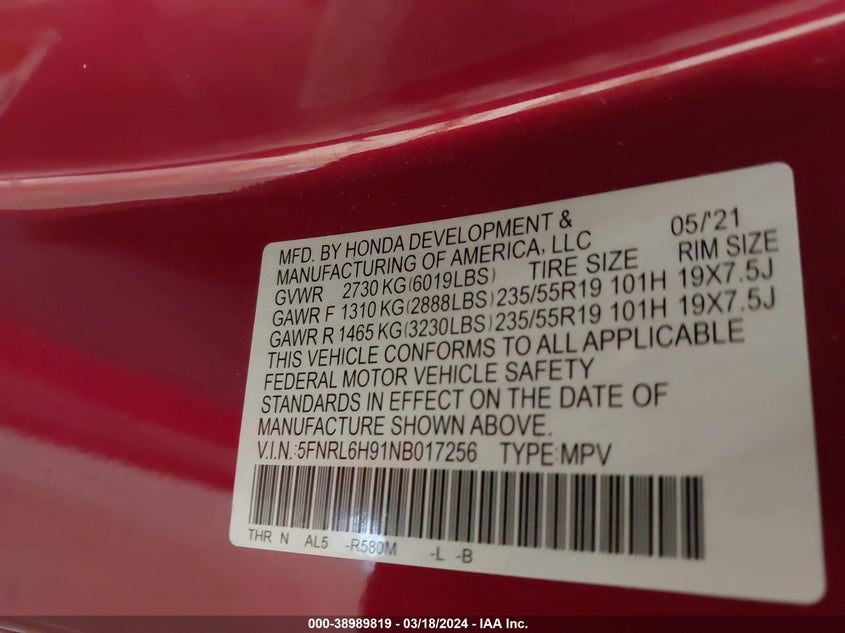 MFD. BY HONDA DEVELOPMENT & 05/'21
MANUFACTURING OF AMERICA, LLC
GVWR 2730 KG(6019LBS) TIRE SIZE RIM SIZE
GAWR F 1310 KG(2888LBS) 235/55R19 101H 19X7.5J
GAWR R 1465 KG(3230LBS) 235/55R19 101H 19X7.5J
THIS VEHICLE CONFORMS TO ALL APPLICABLE
FEDERAL MOTOR VEHICLE SAFETY
STANDARDS IN EFFECT ON THE DATE OF
MANUFACTURE SHOWN ABOVE.
V.I.N.:5FNRL6H91NB017256 TYPE:MPV
THR N AL5 -R580M -L -B
000-38989819 - 03/18/2024 - IAA Inc.